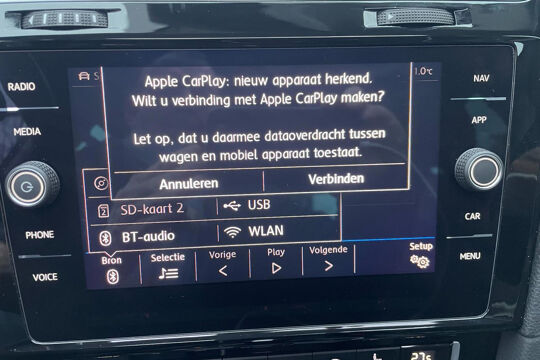 RADIO
MEDIA
PHONE
VOICE
NAV
APP
CAR
MENU
Apple CarPlay: nieuw apparaat herkend.
Wilt u verbinding met Apple CarPlay maken?
Let op, dat u daarmee dataoverdracht tussen
wagen en mobiel apparaat toestaat.
Annuleren Verbinden
SD-kaart 2 USB
BT-audio WLAN
Bron Selectie Vorige Play Volgende Setup